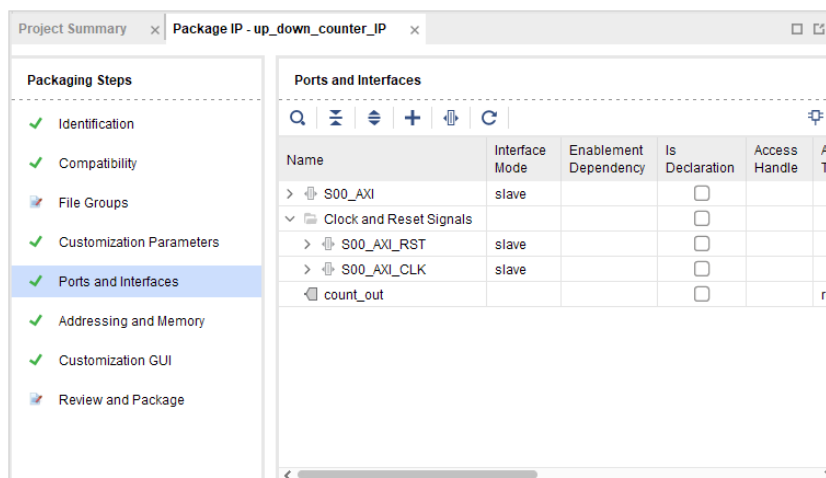 Project Summary × Package IP - up_down_counter_IP ×
Packaging Steps
Identification
Compatibility
File Groups
Customization Parameters
Ports and Interfaces
Addressing and Memory
Customization GUI
Review and Package
Ports and Interfaces
Name Interface Mode Enablement Dependency Is Declaration Access Handle
S00_AXI slave
Clock and Reset Signals
S00_AXI_RST slave
S00_AXI_CLK slave
count_out